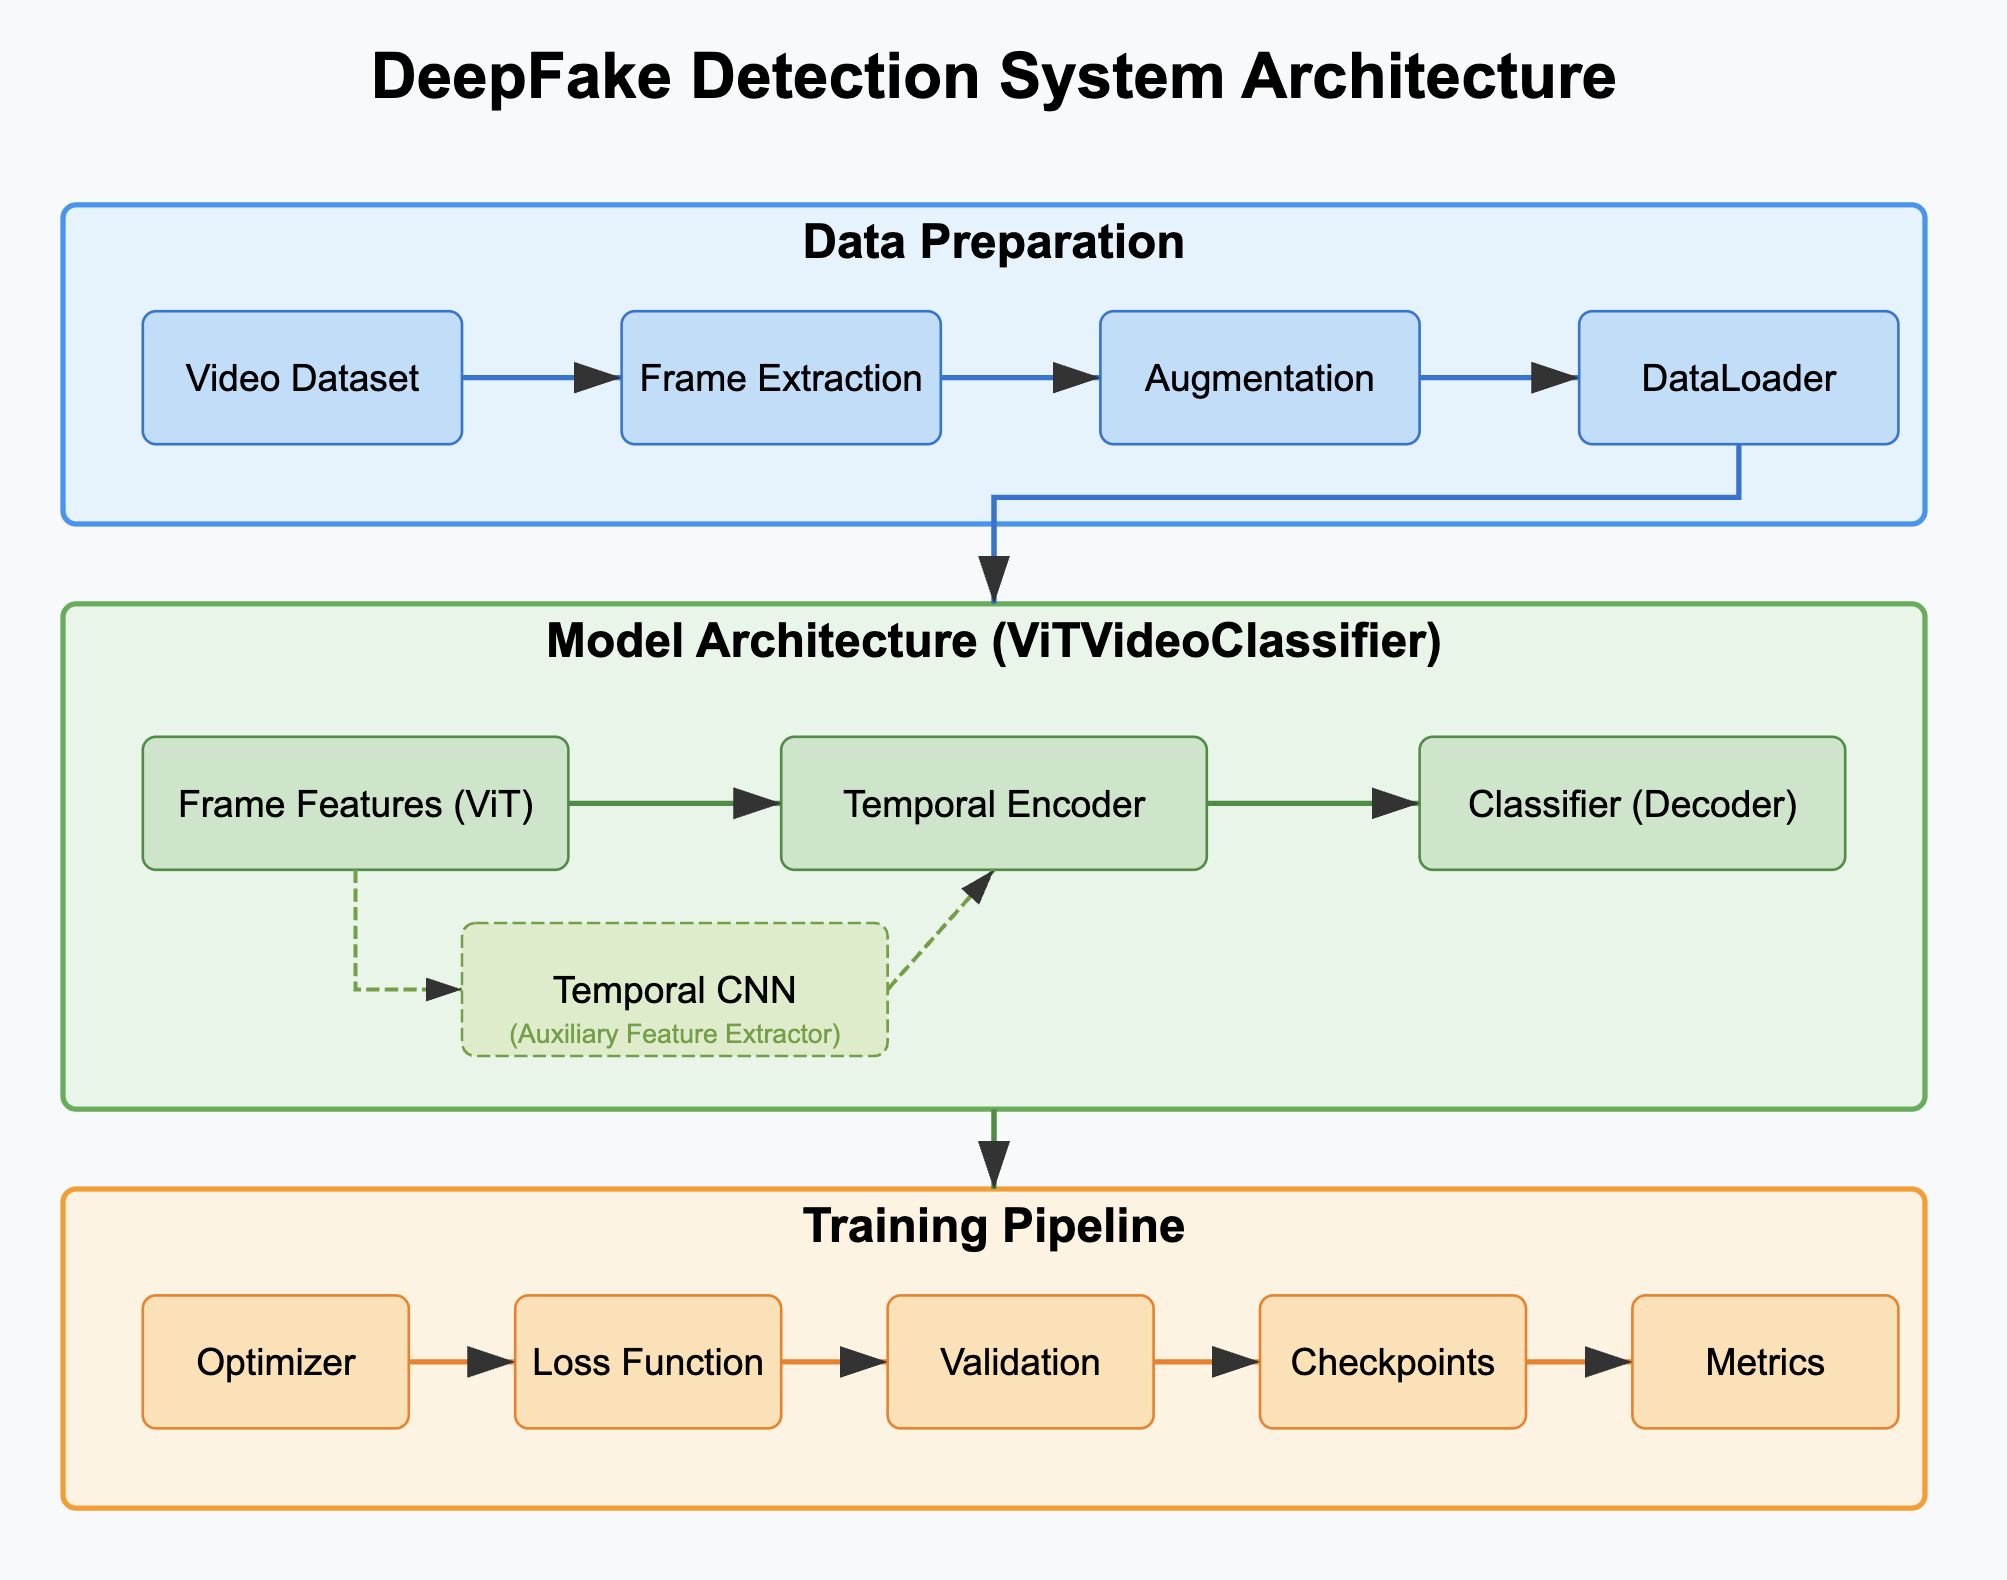 DeepFake Detection System Architecture
Data Preparation
Video Dataset
Frame Extraction
Augmentation
DataLoader
Model Architecture (ViTVideoClassifier)
Frame Features (ViT)
Temporal Encoder
Classifier (Decoder)
Temporal CNN
(Auxiliary Feature Extractor)
Training Pipeline
Optimizer
Loss Function
Validation
Checkpoints
Metrics